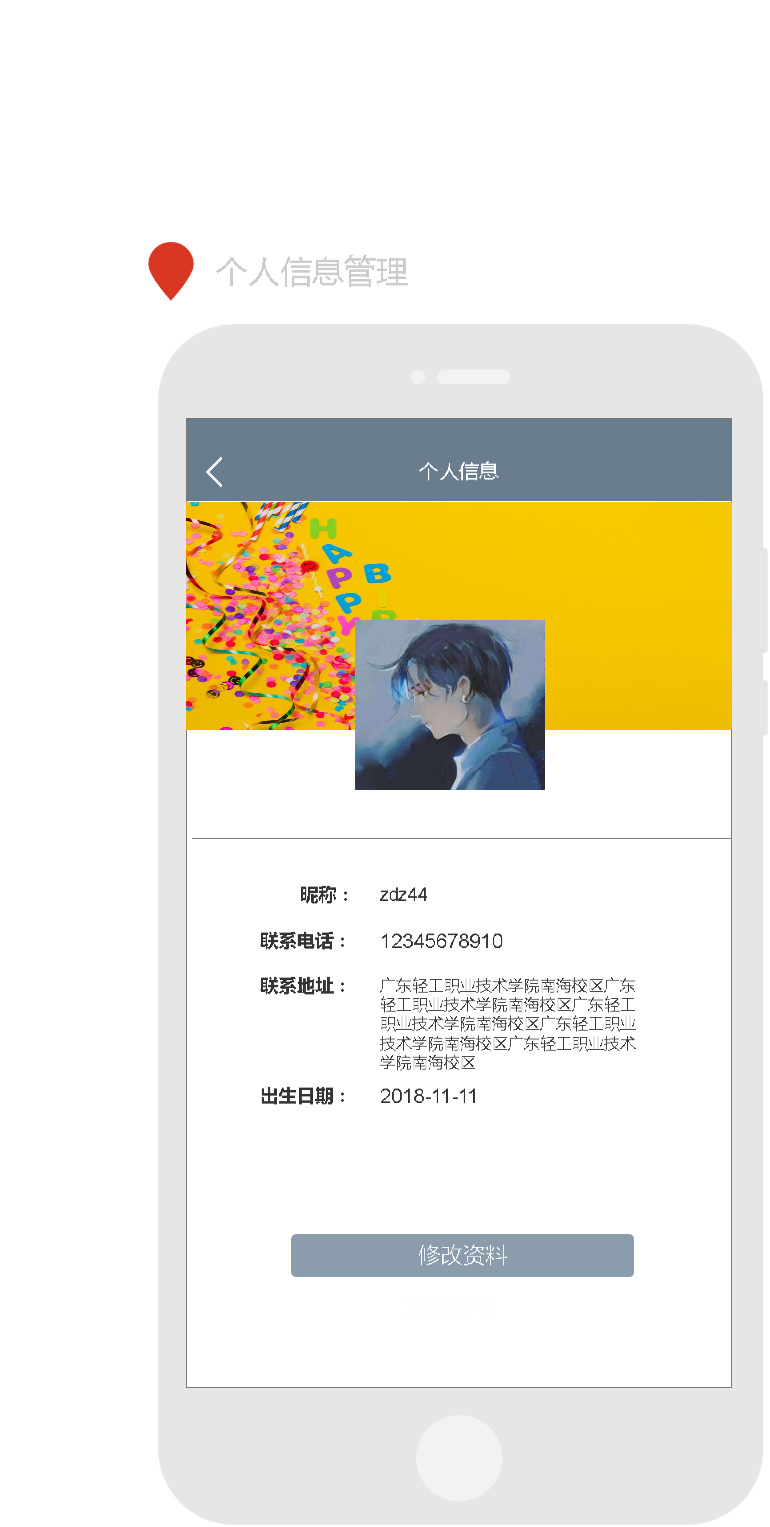 个人信息管理
个人信息
HAPPY
BIR
昵称：zdz44
联系电话：12345678910
联系地址：广东轻工职业技术学院南海校区广东
轻工职业技术学院南海校区广东轻工
职业技术学院南海校区广东轻工职业
技术学院南海校区广东轻工职业技术
学院南海校区
出生日期：2018-11-11
修改资料